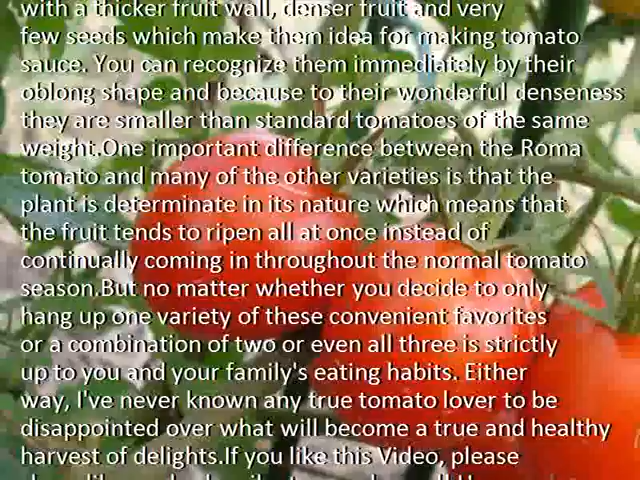 with a thicker fruit wall, denser fruit and very
few seeds which make them idea for making tomato
sauce. You can recognize them immediately by their
oblong shape and because to their wonderful denseness
they are smaller than standard tomatoes of the same
weight.One important difference between the Roma
tomato and many of the other varieties is that the
plant is determinate in its nature which means that
the fruit tends to ripen all at once instead of
continually coming in throughout the normal tomato
season.But no matter whether you decide to only
hang up one variety of these convenient favorites
or a combination of two or even all three is strictly
up to you and your family's eating habits. Either
way, I've never known any true tomato lover to be
disappointed over what will become a true and healthy
harvest of delights.If you like this Video, please